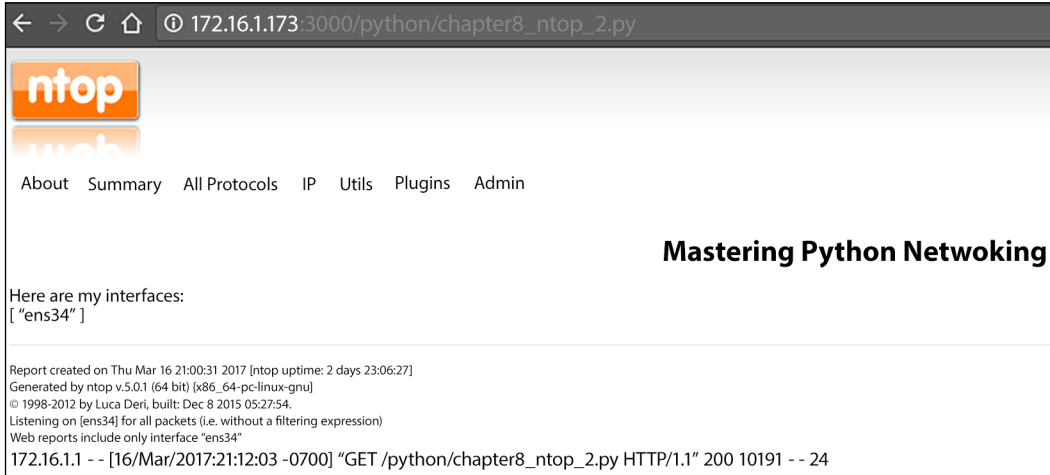 172.16.1.173:3000/python/chapter8_ntop_2.py
ntop
About Summary All Protocols IP Utils Plugins Admin
Mastering Python Netwoking
Here are my interfaces:
[ “ens34” ]
Report created on Thu Mar 16 21:00:31 2017 [ntop uptime: 2 days 23:06:27]
Generated by ntop v.5.0.1 (64 bit) {x86_64-pc-linux-gnu]
© 1998-2012 by Luca Deri, built: Dec 8 2015 05:27:54.
Listening on [ens34] for all packets (i.e. without a filtering expression)
Web reports include only interface “ens34”
172.16.1.1 - - [16/Mar/2017:21:12:03 -0700] “GET /python/chapter8_ntop_2.py HTTP/1.1” 200 10191 - - 24